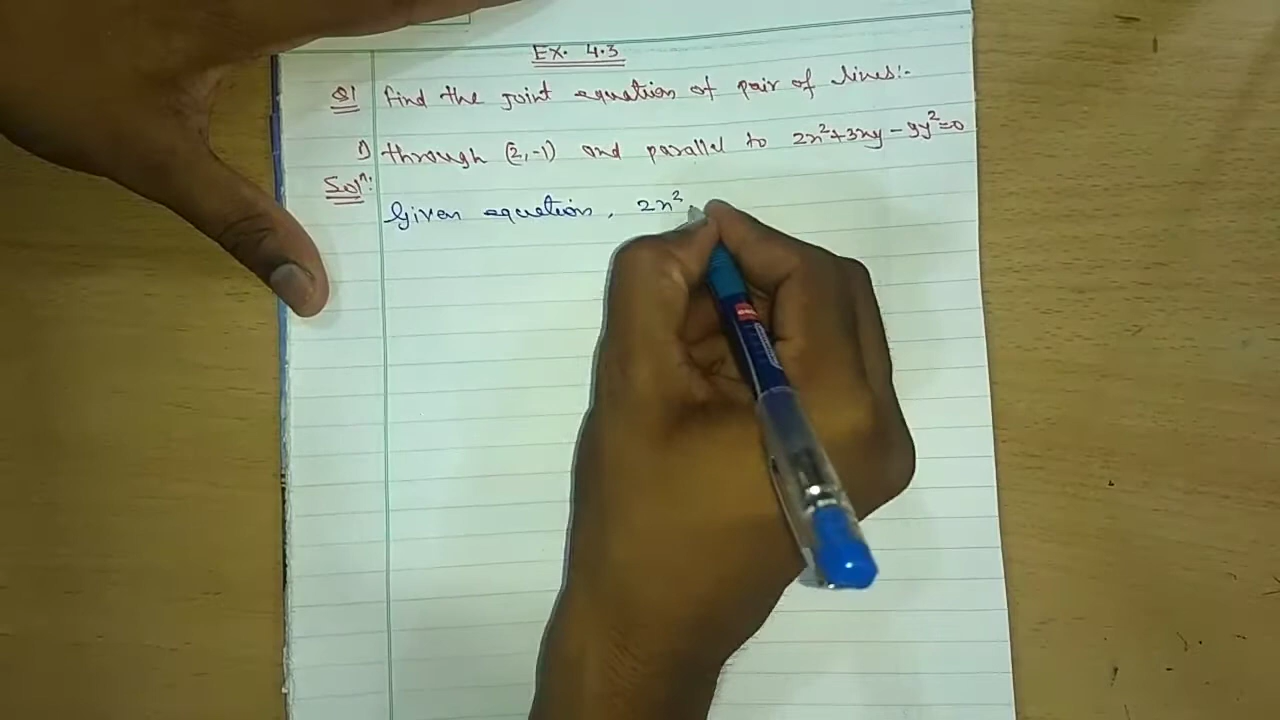 EX. 4.3
Q1 find the joint equation of pair of lines:-
1) through (2,-1) and parallel to 2x²+3xy-9y²=0
Solⁿ:
Given equation, 2x²